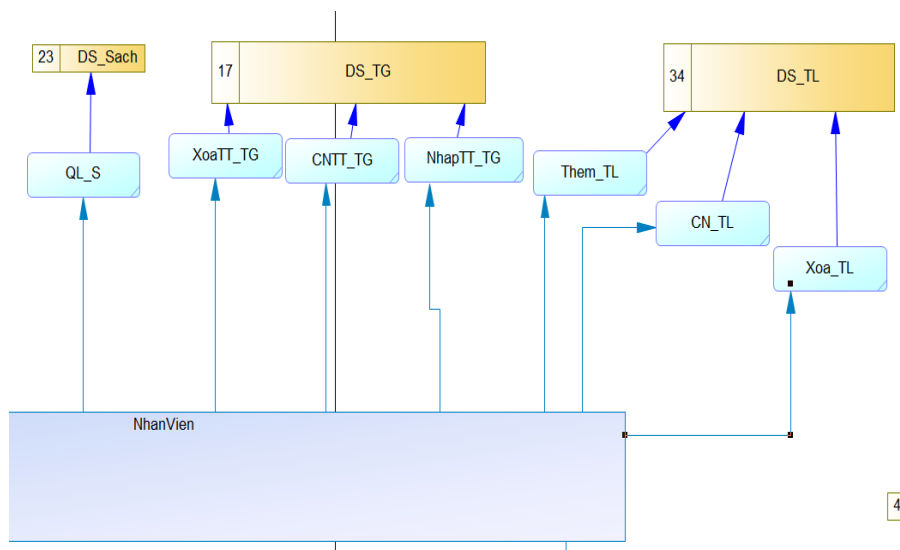 23 DS_Sach
17 DS_TG
34 DS_TL
QL_S
XoaTT_TG
CNTT_TG
NhapTT_TG
Them_TL
CN_TL
Xoa_TL
NhanVien
4